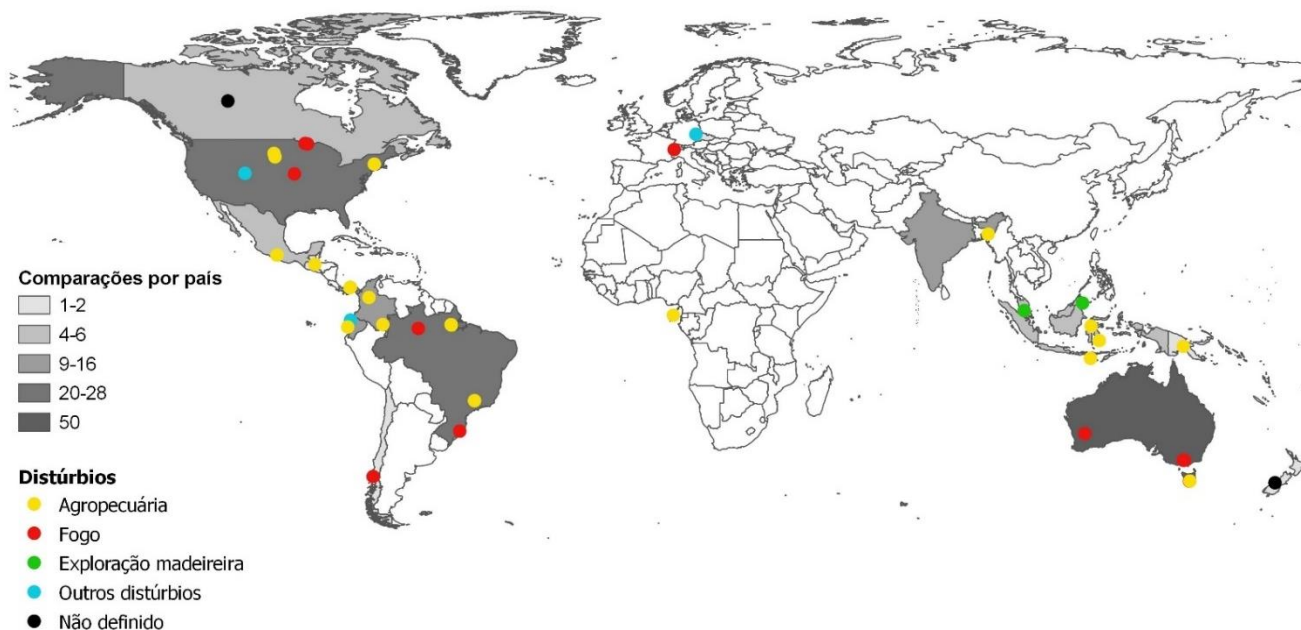 Comparações por país
1-2
4-6
9-16
20-28
50
Distúrbios
Agropecuária
Fogo
Exploração madeireira
Outros distúrbios
Não definido